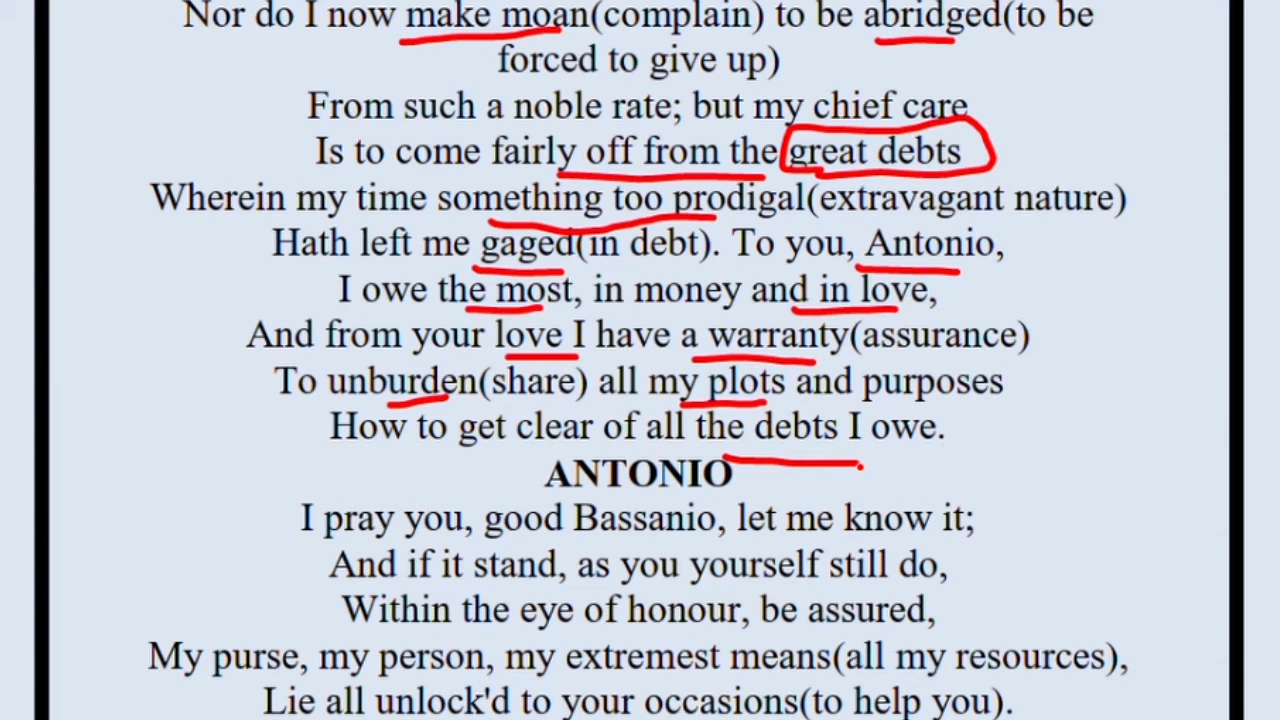 Nor do I now make moan(complain) to be abridged(to be
forced to give up)
From such a noble rate; but my chief care
Is to come fairly off from the great debts
Wherein my time something too prodigal(extravagant nature)
Hath left me gaged(in debt). To you, Antonio,
I owe the most, in money and in love,
And from your love I have a warranty(assurance)
To unburden(share) all my plots and purposes
How to get clear of all the debts I owe.
ANTONIO
I pray you, good Bassanio, let me know it;
And if it stand, as you yourself still do,
Within the eye of honour, be assured,
My purse, my person, my extremest means(all my resources),
Lie all unlock'd to your occasions(to help you).